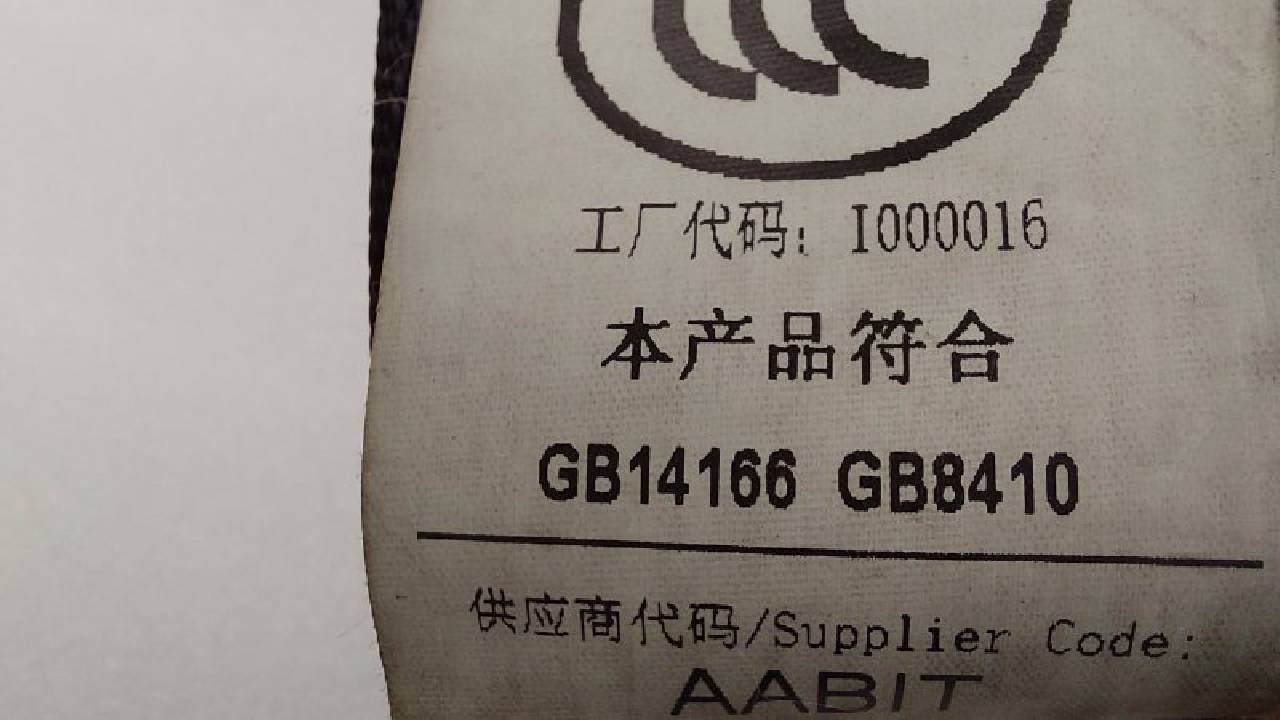 工厂代码: I000016
本产品符合
GB14166 GB8410
供应商代码/Supplier Code:
AABIT